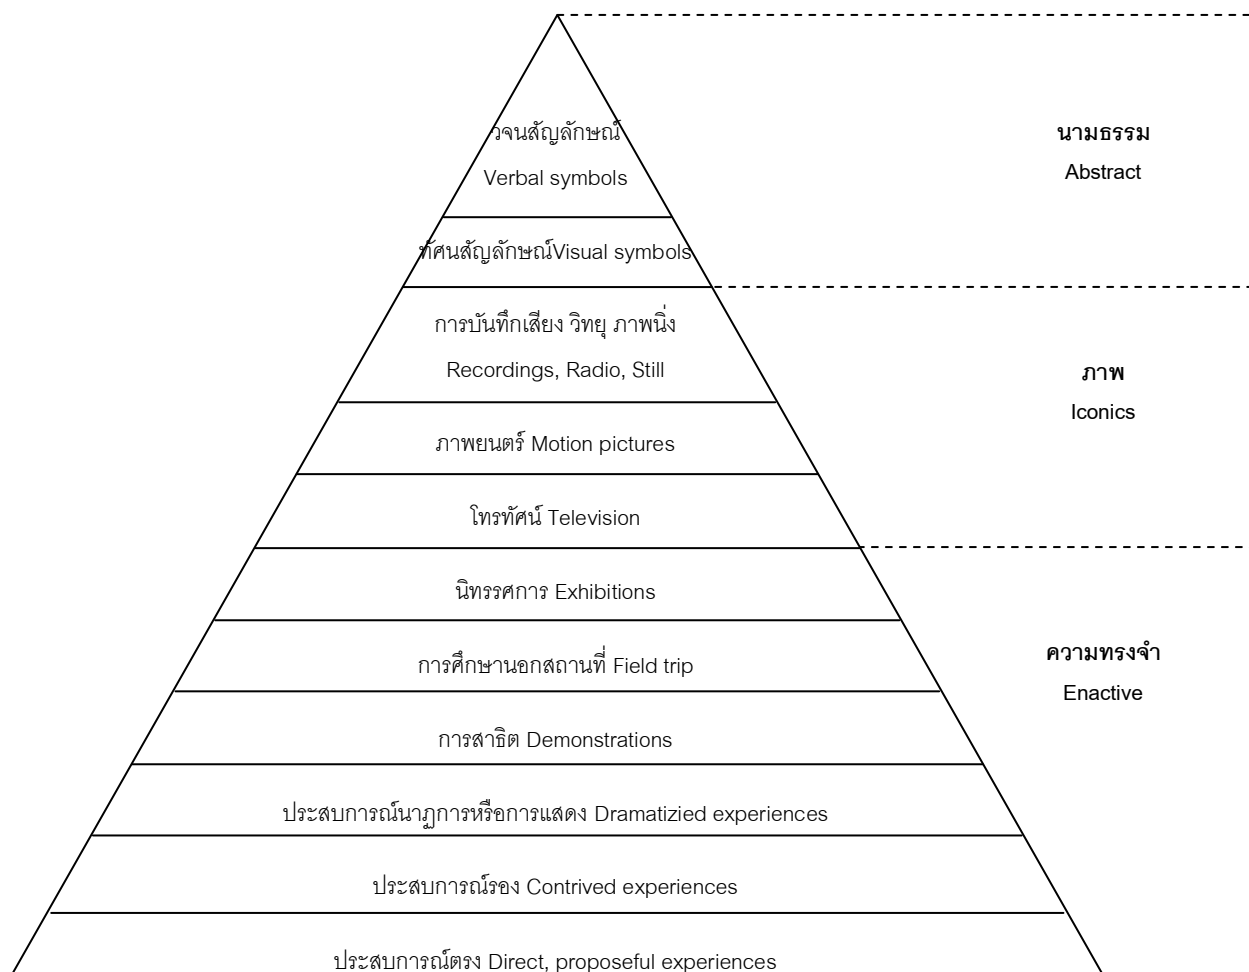 วจนสัญลักษณ์
Verbal symbols
นามธรรม
Abstract
ทัศนสัญลักษณ์Visual symbols
การบันทึกเสียง วิทยุ ภาพนิ่ง
Recordings, Radio, Still
ภาพ
Iconics
ภาพยนตร์ Motion pictures
โทรทัศน์ Television
นิทรรศการ Exhibitions
การศึกษานอกสถานที่ Field trip
ความทรงจำ
Enactive
การสาธิต Demonstrations
ประสบการณ์นาฏการหรือการแสดง Dramatizied experiences
ประสบการณ์รอง Contrived experiences
ประสบการณ์ตรง Direct, proposeful experiences